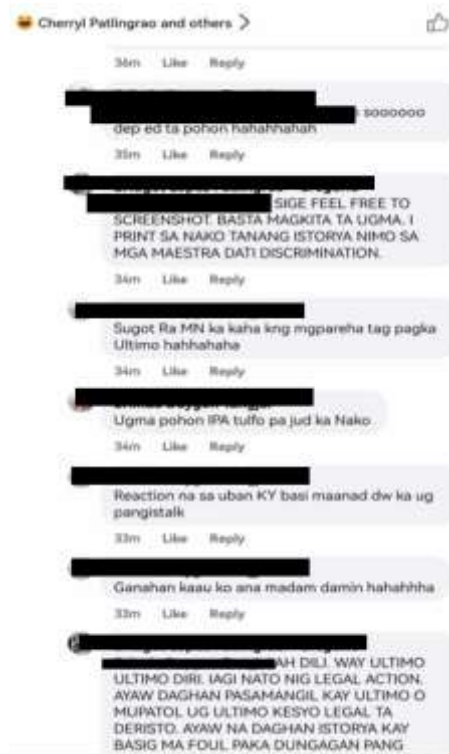 Cherryl Patlingrao and others >
36m Like Reply
soooooo
dep ed ta pohon hahahhahah
35m Like Reply
SIGE FEEL FREE TO
SCREENSHOT. BASTA MAGKITA TA UGMA. I
PRINT SA NAKO TANANG ISTORYA NIMO SA
MGA MAESTRA DATI DISCRIMINATION.
34m Like Reply
Sugot Ra MN ka kaha kng mgpareha tag pagka
Ultimo hahhahaha
34m Like Reply
Ugma pohon IPA tulfo pa jud ka Nako
34m Like Reply
Reaction na sa uban KY basi maanad dw ka ug
pangistalk
33m Like Reply
Ganahan kaau ko ana madam damin hahahhha
33m Like Reply
AH DILI. WAY ULTIMO
ULTIMO DIRI. IAGI NATO NIG LEGAL ACTION.
AYAW DAGHAN PASAMANGIL KAY ULTIMO O
MUPATOL UG ULTIMO KESYO LEGAL TA
DERISTO. AYAW NA DAGHAN ISTORYA KAY
BASIG MA FOUL PAKA DUNGAGAN PANG